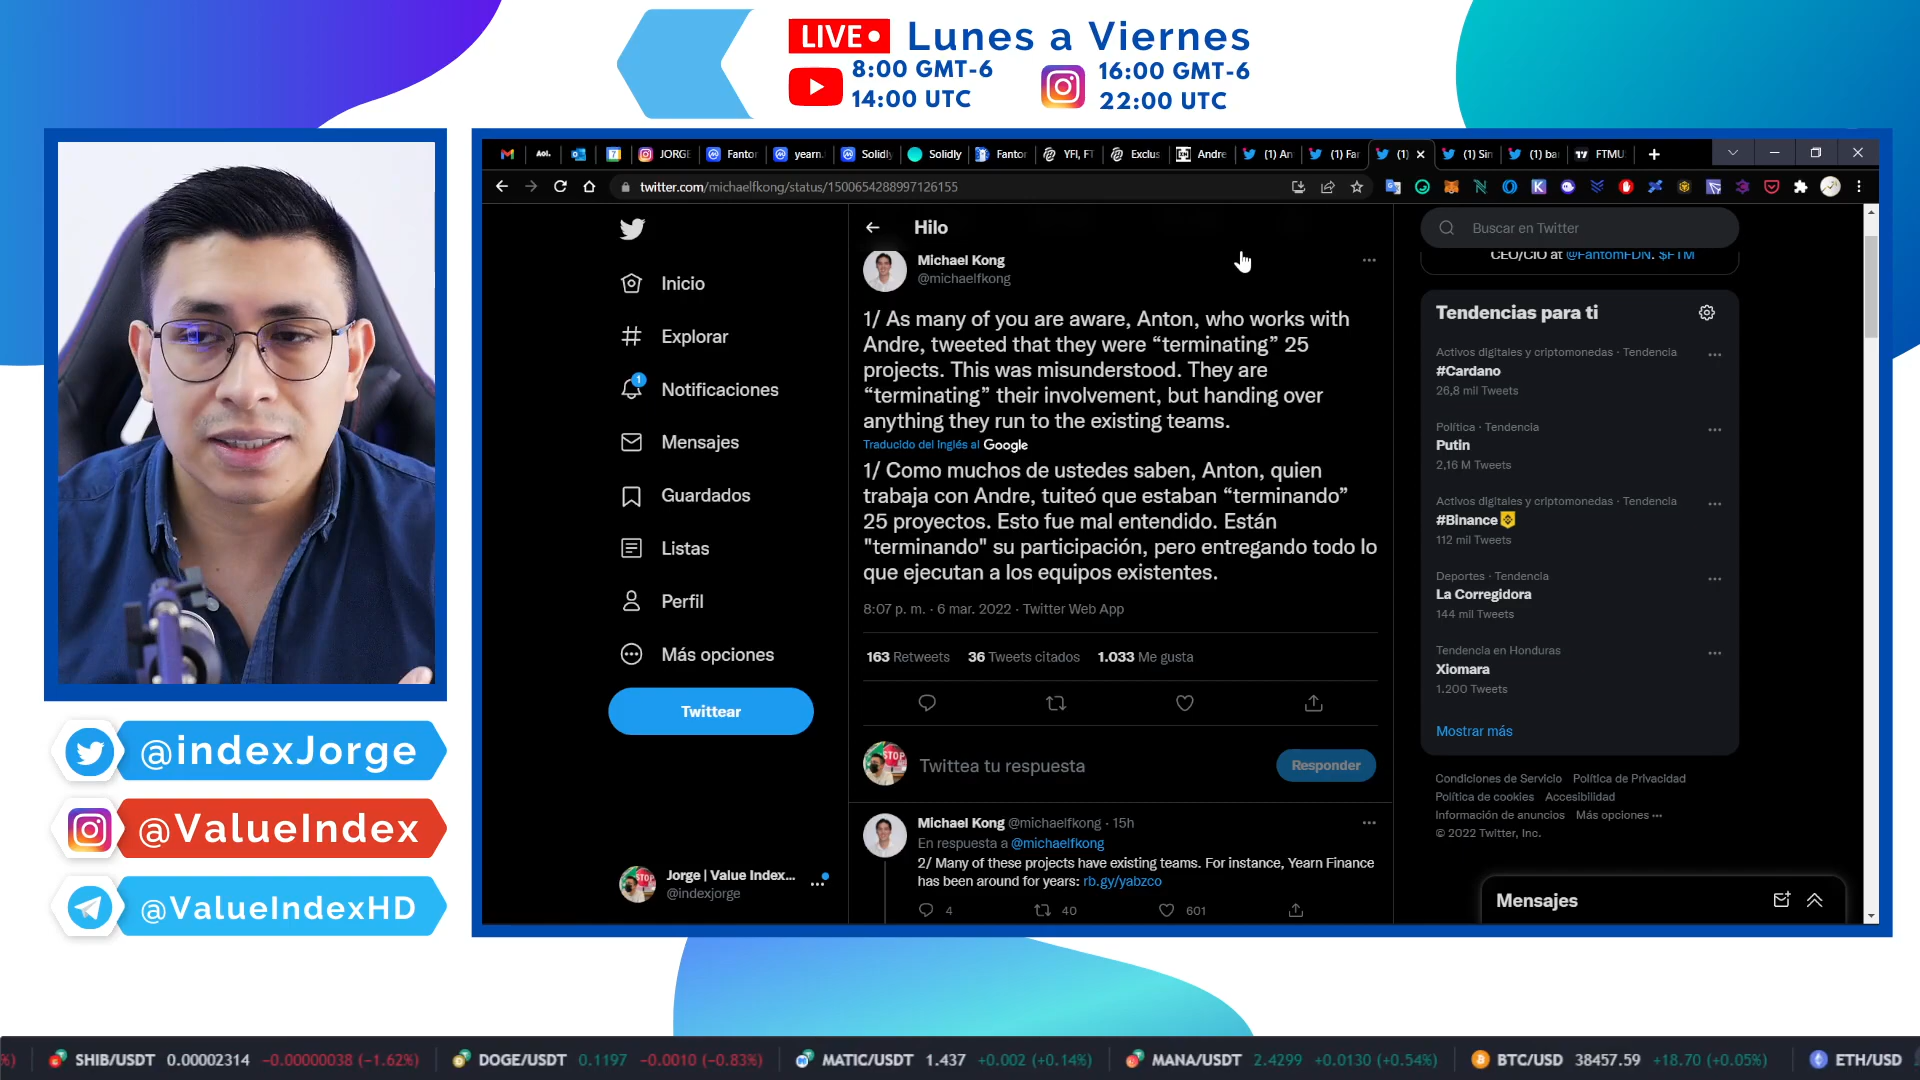 LIVE
Lunes a Viernes
8:00 GMT-6
14:00 UTC
16:00 GMT-6
22:00 UTC
Aol.
7
JORGE
Fantor
yearn.
Solidly
Solidly
Fantor
YFI, FT
Exclus
Andre
(1) An
(1) Far
(1)
(1) Sin
(1) ba
FTMU
twitter.com/michaelfkong/status/1500654288997126155
Inicio
Explorar
1
Notificaciones
Mensajes
Guardados
Listas
Perfil
Más opciones
Twittear
Jorge | Value Index...
@indexjorge
Hilo
Michael Kong
@michaelfkong
1/ As many of you are aware, Anton, who works with
Andre, tweeted that they were “terminating” 25
projects. This was misunderstood. They are
“terminating” their involvement, but handing over
anything they run to the existing teams.
Traducido del Inglés al Google
1/ Como muchos de ustedes saben, Anton, quien
trabaja con Andre, tuiteó que estaban “terminando”
25 proyectos. Esto fue mal entendido. Están
"terminando" su participación, pero entregando todo lo
que ejecutan a los equipos existentes.
8:07 p. m. · 6 mar. 2022 · Twitter Web App
163 Retweets 36 Tweets citados 1.033 Me gusta
STOP
Twittea tu respuesta
Responder
Michael Kong @michaelfkong · 15h
En respuesta a @michaelfkong
2/ Many of these projects have existing teams. For instance, Yearn Finance
has been around for years: rb.gy/yabzco
4
40
601
Buscar en Twitter
CEO/CIO at @FantomFDN. $FTM
Tendencias para ti
Activos digitales y criptomonedas · Tendencia
#Cardano
26,8 mil Tweets
Política · Tendencia
Putin
2,16 M Tweets
Activos digitales y criptomonedas · Tendencia
#Binance
112 mil Tweets
Deportes · Tendencia
La Corregidora
144 mil Tweets
Tendencia en Honduras
Xiomara
1.200 Tweets
Mostrar más
Condiciones de Servicio Política de Privacidad
Política de cookies Accesibilidad
Información de anuncios Más opciones ···
© 2022 Twitter, Inc.
Mensajes
@indexJorge
@ValueIndex
@ValueIndexHD
%)
SHIB/USDT 0.00002314 −0.00000038 (−1.62%)
DOGE/USDT 0.1197 −0.0010 (−0.83%)
MATIC/USDT 1.437 +0.002 (+0.14%)
MANA/USDT 2.4299 +0.0130 (+0.54%)
BTC/USD 38457.59 +18.70 (+0.05%)
ETH/USD